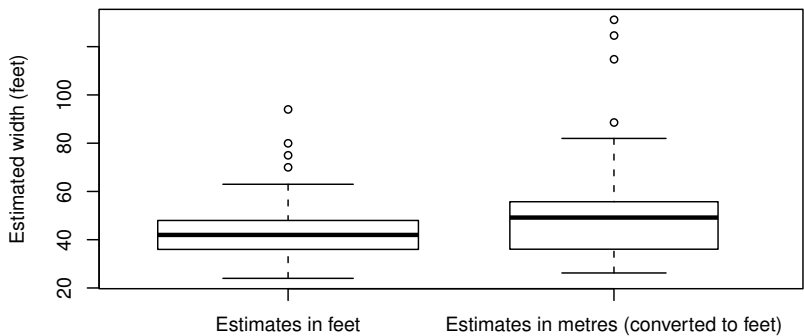 Estimated width (feet)
100
80
60
40
20
Estimates in feet
Estimates in metres (converted to feet)